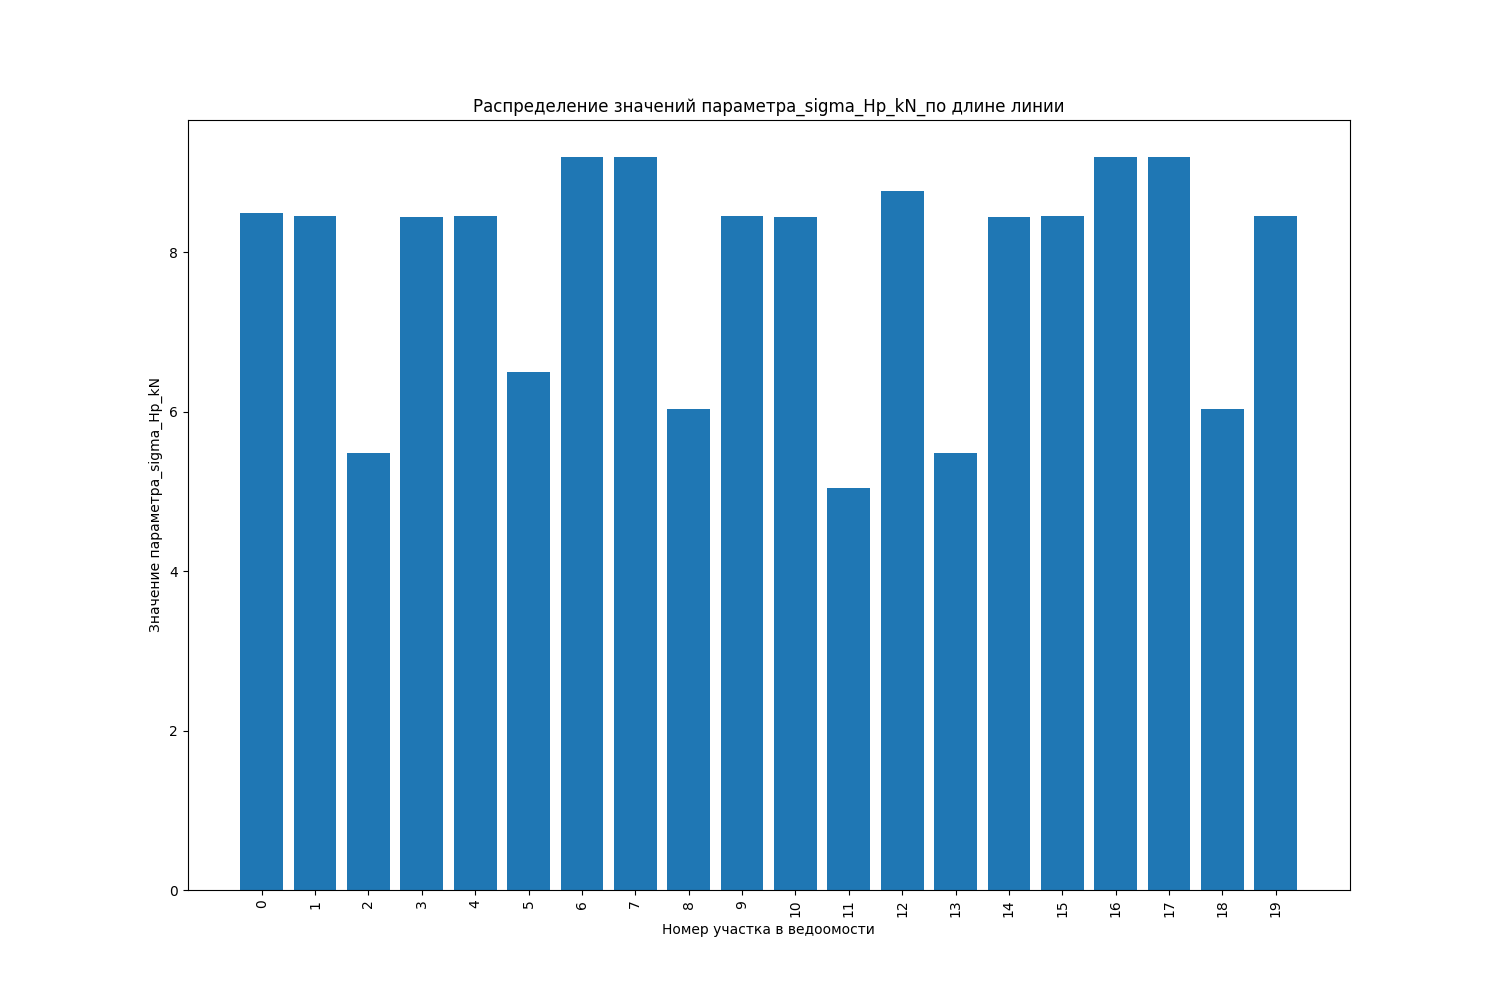 Распределение значений параметра_sigma_Hp_kN_по длине линии
Значение параметра_sigma_Hp_kN
8
6
4
2
0
0 1 2 3 4 5 6 7 8 9 10 11 12 13 14 15 16 17 18 19
Номер участка в ведоомости